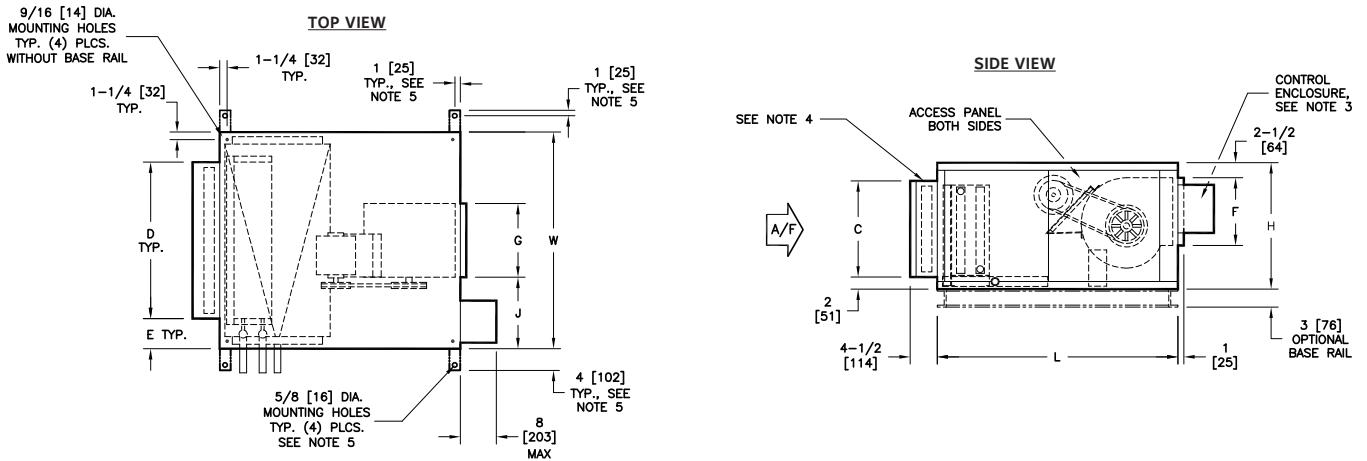 TOP VIEW
9/16 [14] DIA.
MOUNTING HOLES
TYP. (4) PLCS.
WITHOUT BASE RAIL
1-1/4 [32]
TYP.
1-1/4 [32]
TYP.
1 [25]
TYP., SEE
NOTE 5
1 [25]
TYP., SEE
NOTE 5
D
TYP.
E TYP.
G
W
J
5/8 [16] DIA.
MOUNTING HOLES
TYP. (4) PLCS.
SEE NOTE 5
4 [102]
TYP., SEE
NOTE 5
8
[203]
MAX
SIDE VIEW
SEE NOTE 4
ACCESS PANEL
BOTH SIDES
CONTROL
ENCLOSURE,
SEE NOTE 3
2-1/2
[64]
A/F
C
F
H
2
[51]
4-1/2
[114]
L
1
[25]
3 [76]
OPTIONAL
BASE RAIL